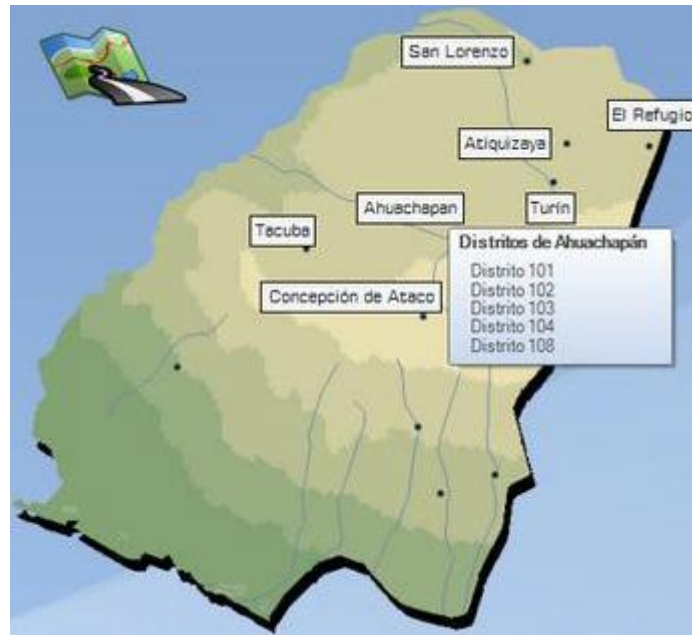 San Lorenzo
El Refugio
Atiquizaya
Ahuachapan
Turín
Tacuba
Distritos de Ahuachapán
Distrito 101
Distrito 102
Distrito 103
Distrito 104
Distrito 108
Concepción de Ataco